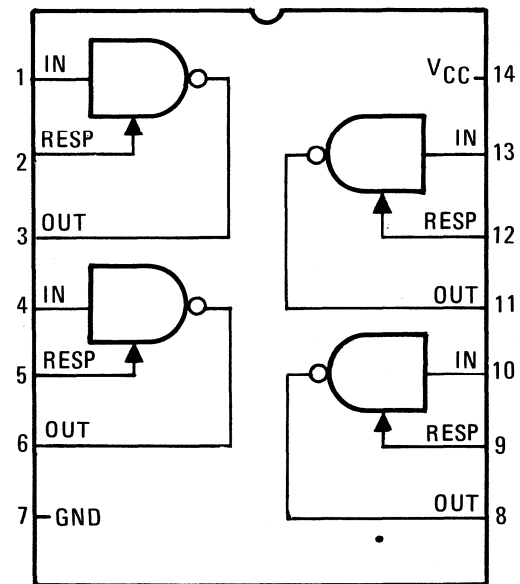 1 IN
2 RESP
3 OUT
4 IN
5 RESP
6 OUT
7 GND
VCC 14
IN 13
RESP 12
OUT 11
IN 10
RESP 9
OUT 8